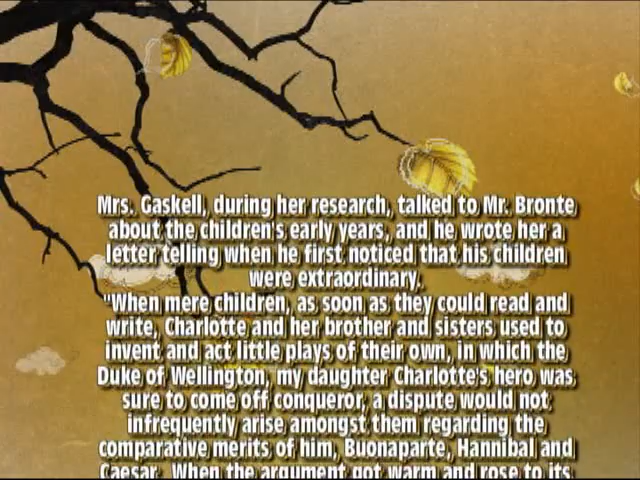 Mrs. Gaskell, during her research, talked to Mr. Bronte
about the children's early years, and he wrote her a
letter telling when he first noticed that his children
were extraordinary.
"When mere children, as soon as they could read and
write, Charlotte and her brother and sisters used to
invent and act little plays of their own, in which the
Duke of Wellington, my daughter Charlotte's hero was
sure to come off conqueror, a dispute would not
infrequently arise amongst them regarding the
comparative merits of him, Buonaparte, Hannibal and
Caesar. When the argument got warm and rose to its